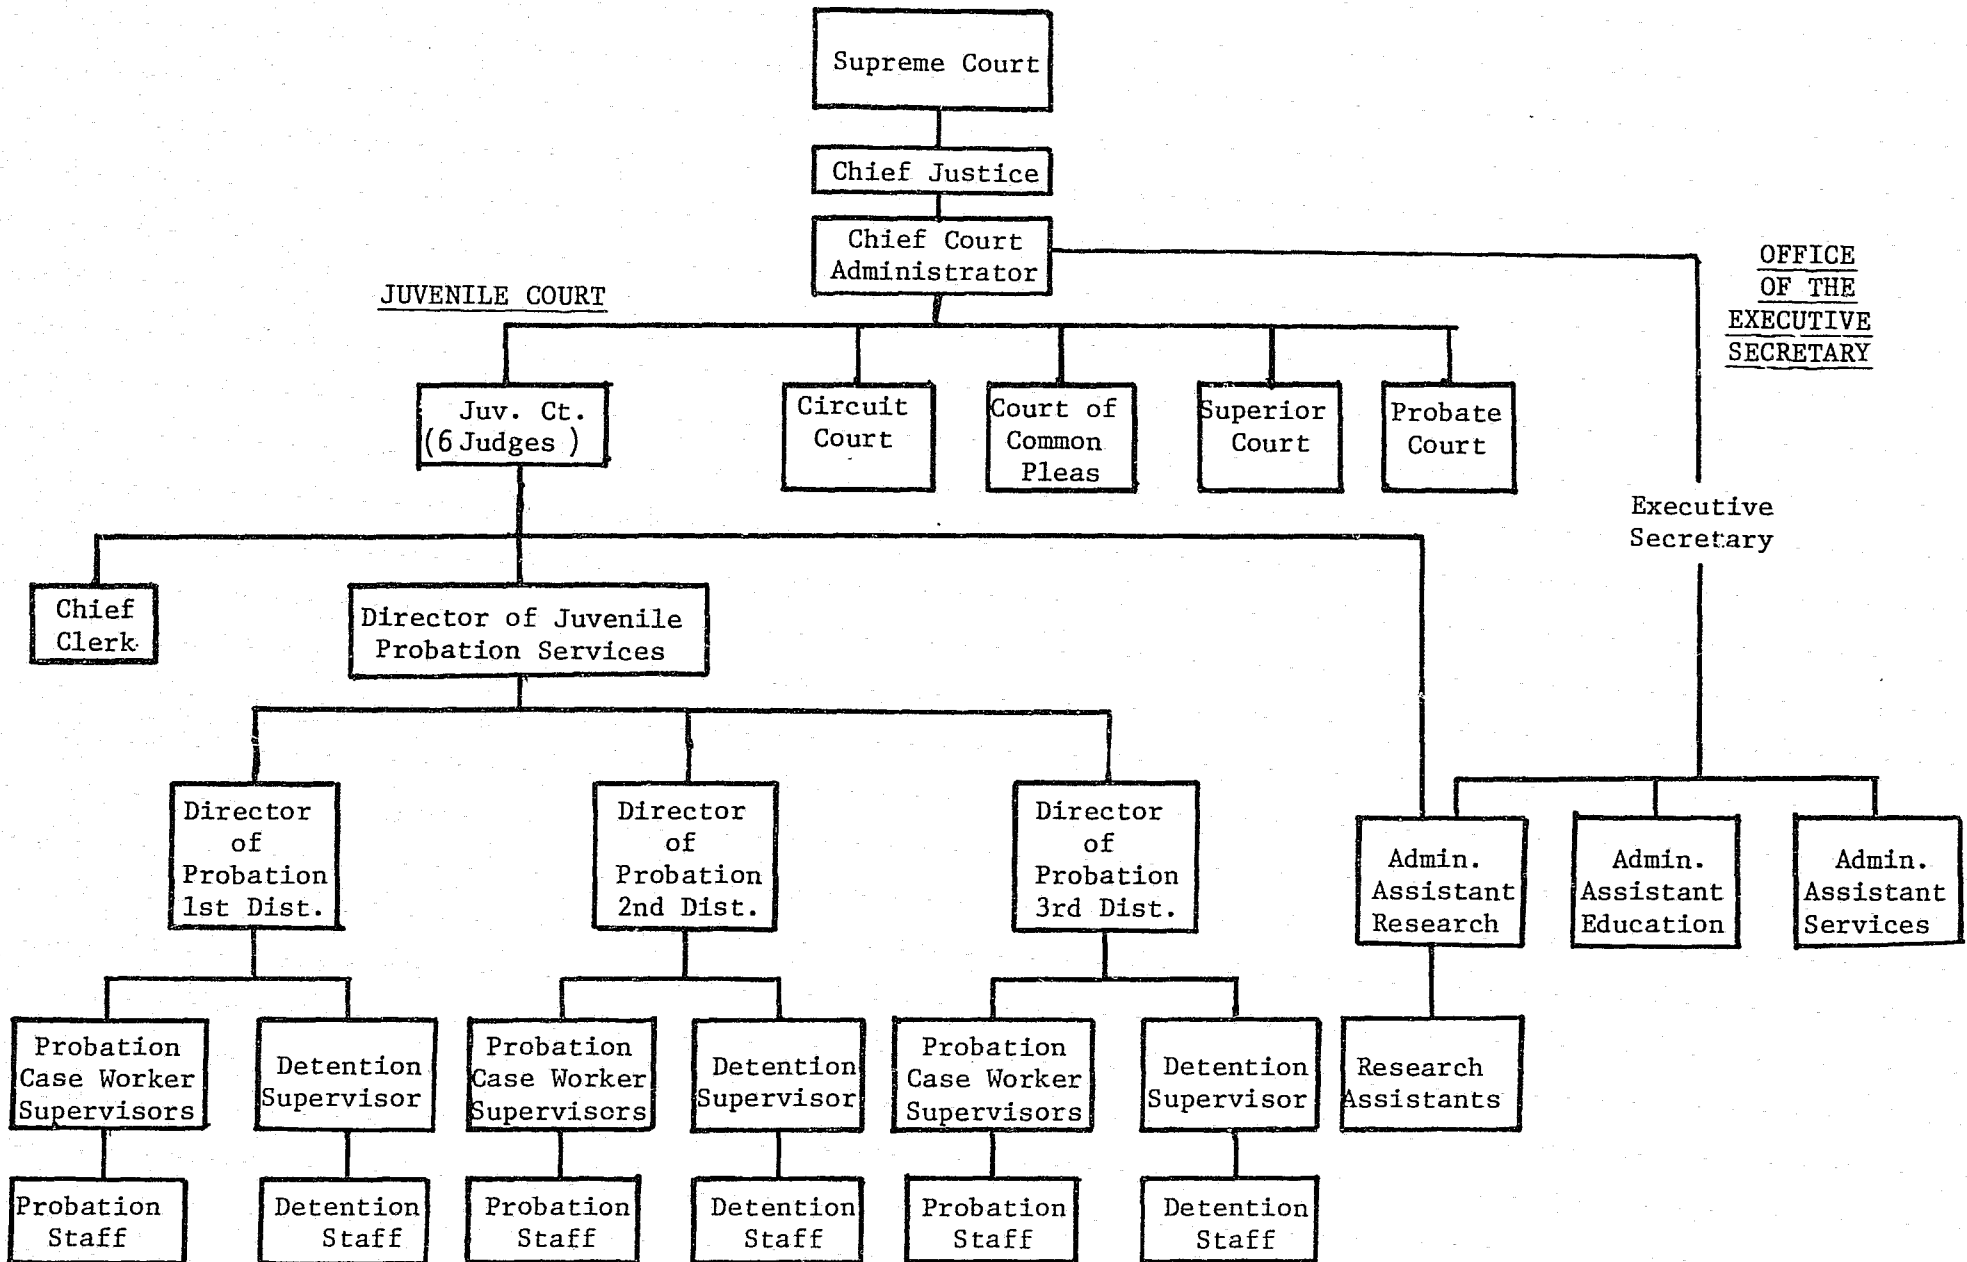 Supreme Court
Chief Justice
Chief Court
Administrator
JUVENILE COURT
OFFICE
OF THE
EXECUTIVE
SECRETARY
Juv. Ct.
(6 Judges )
Circuit
Court
Court of
Common
Pleas
Superior
Court
Probate
Court
Executive
Secretary
Chief
Clerk
Director of Juvenile
Probation Services
Director
of
Probation
1st Dist.
Director
of
Probation
2nd Dist.
Director
of
Probation
3rd Dist.
Admin.
Assistant
Research
Admin.
Assistant
Education
Admin.
Assistant
Services
Probation
Case Worker
Supervisors
Detention
Supervisor
Probation
Case Worker
Supervisors
Detention
Supervisor
Probation
Case Worker
Supervisors
Detention
Supervisor
Research
Assistants
Probation
Staff
Detention
Staff
Probation
Staff
Detention
Staff
Probation
Staff
Detention
Staff